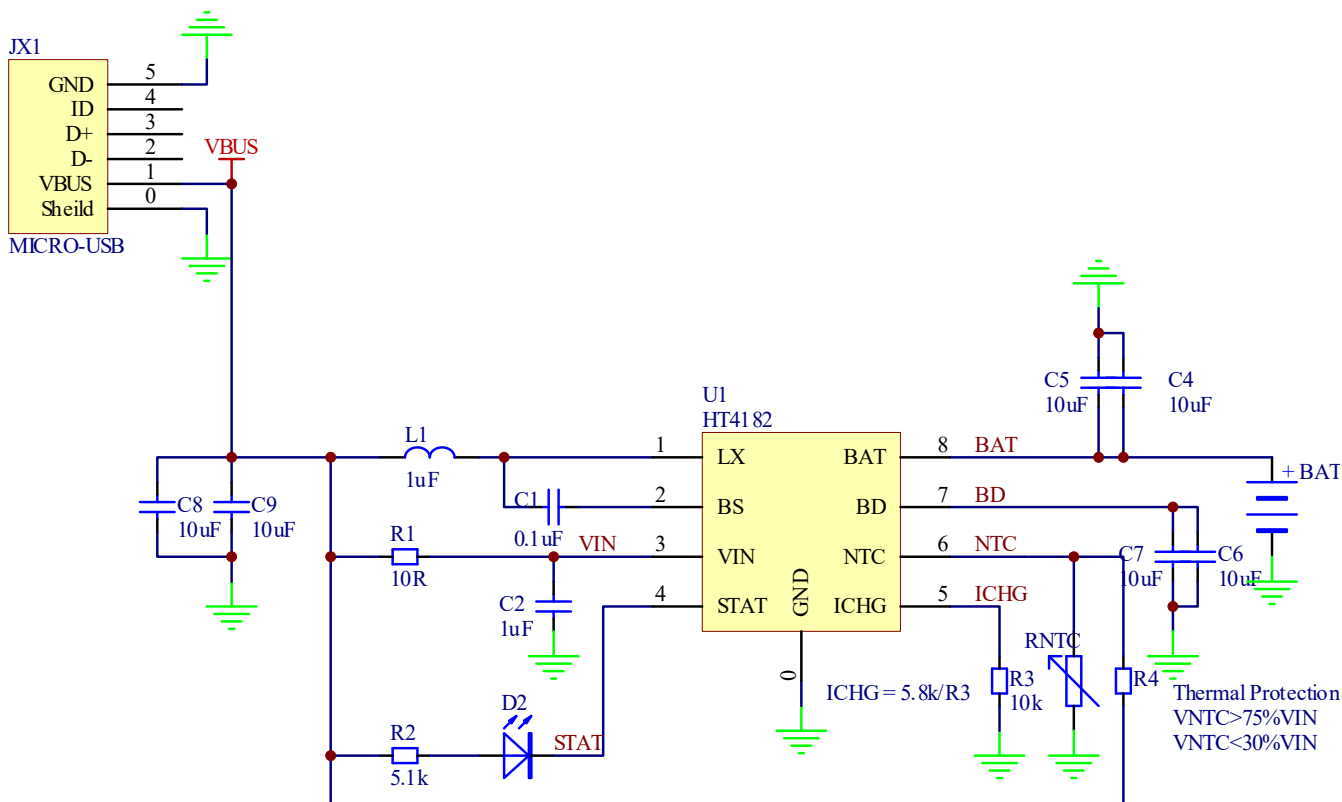 JX1
GND 5
ID 4
D+ 3
D- 2
VBUS 1
Sheild 0
MICRO-USB
VBUS
C8
10uF
C9
10uF
L1
1uF
C1
0.1uF
R1
10R
VIN
C2
1uF
R2
5.1k
D2
STAT
U1
HT4182
1 LX
2 BS
3 VIN
4 STAT
GND
0
BAT 8 BAT
BD 7 BD
NTC 6 NTC
ICHG 5 ICHG
C5
10uF
C4
10uF
+ BAT
C7
10uF
C6
10uF
RNTC
R3
10k
R4
ICHG = 5.8k/R3
Thermal Protection
VNTC>75%VIN
VNTC<30%VIN